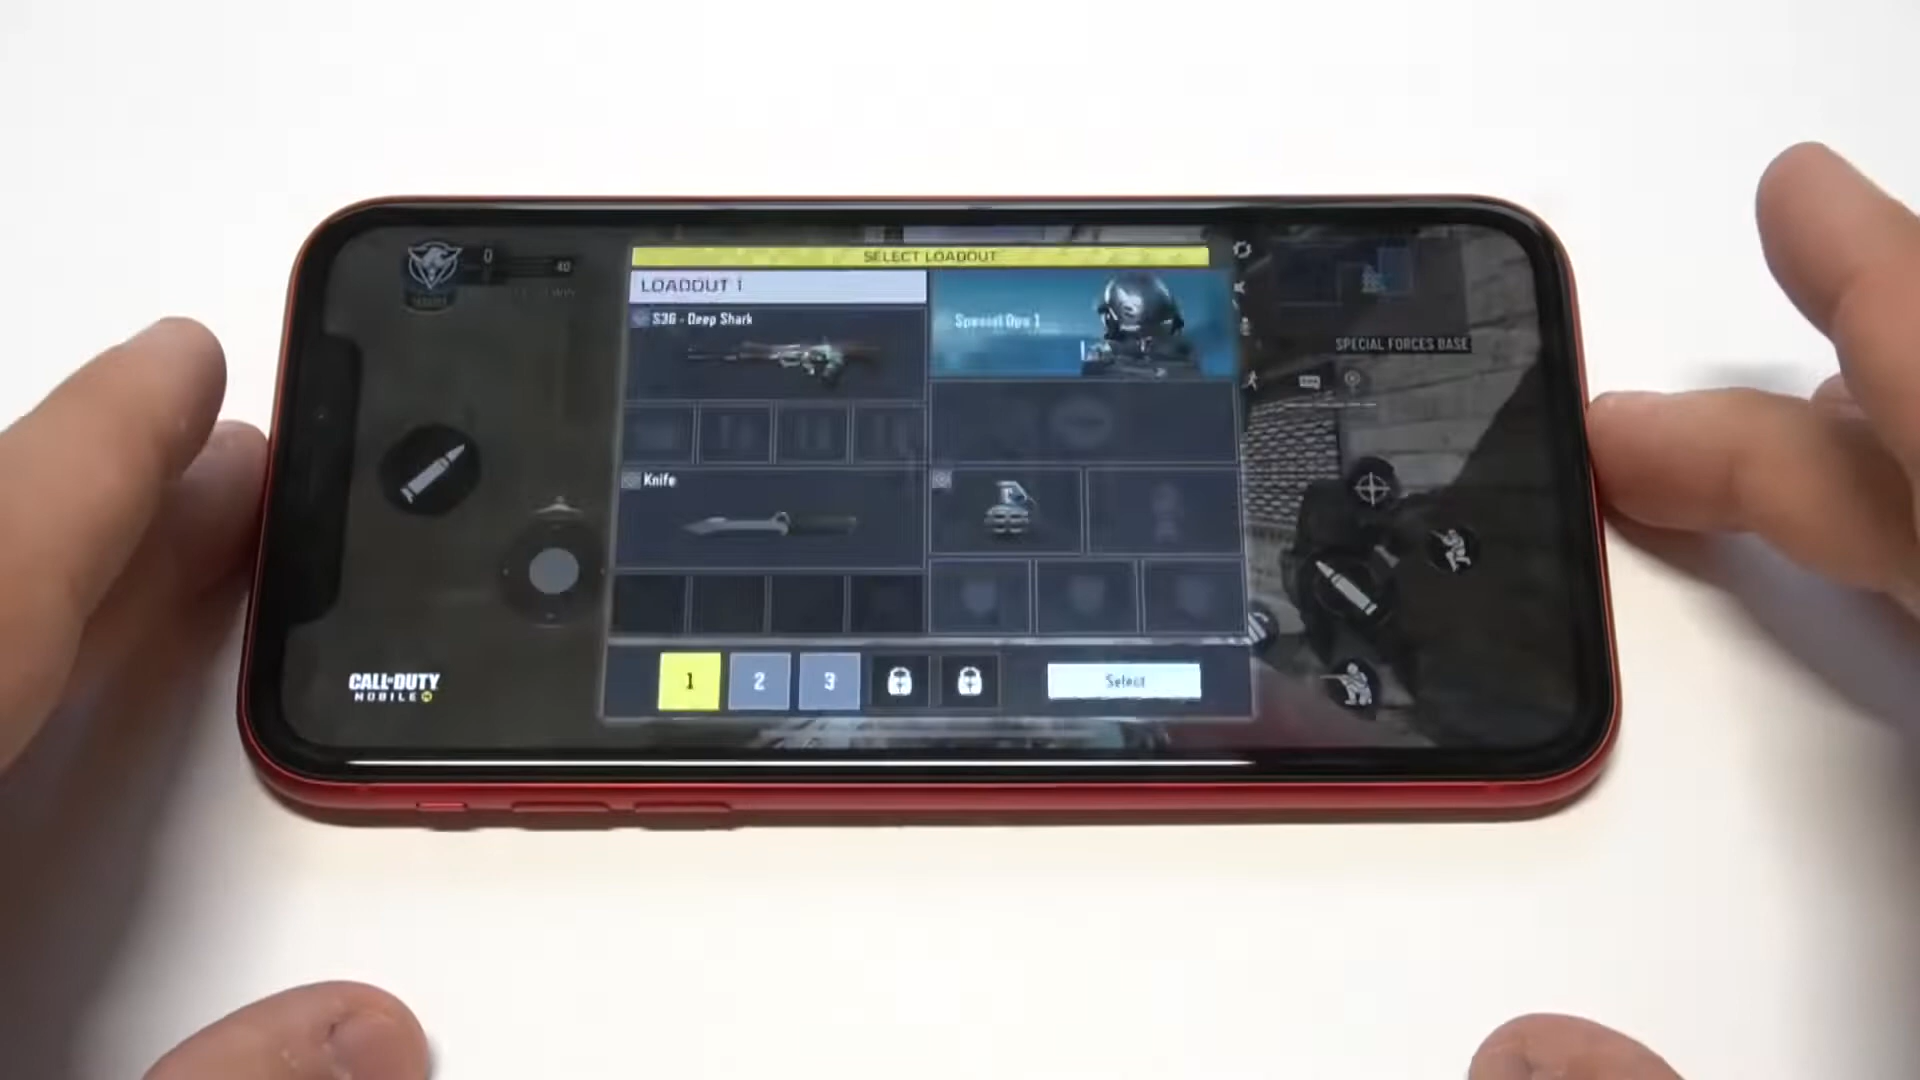 0
40
SELECT LOADOUT
LOADOUT 1
S36 - Deep Shark
Special Ops 1
SPECIAL FORCES BASE
Knife
CALL OF DUTY
MOBILE
1
2
3
Select